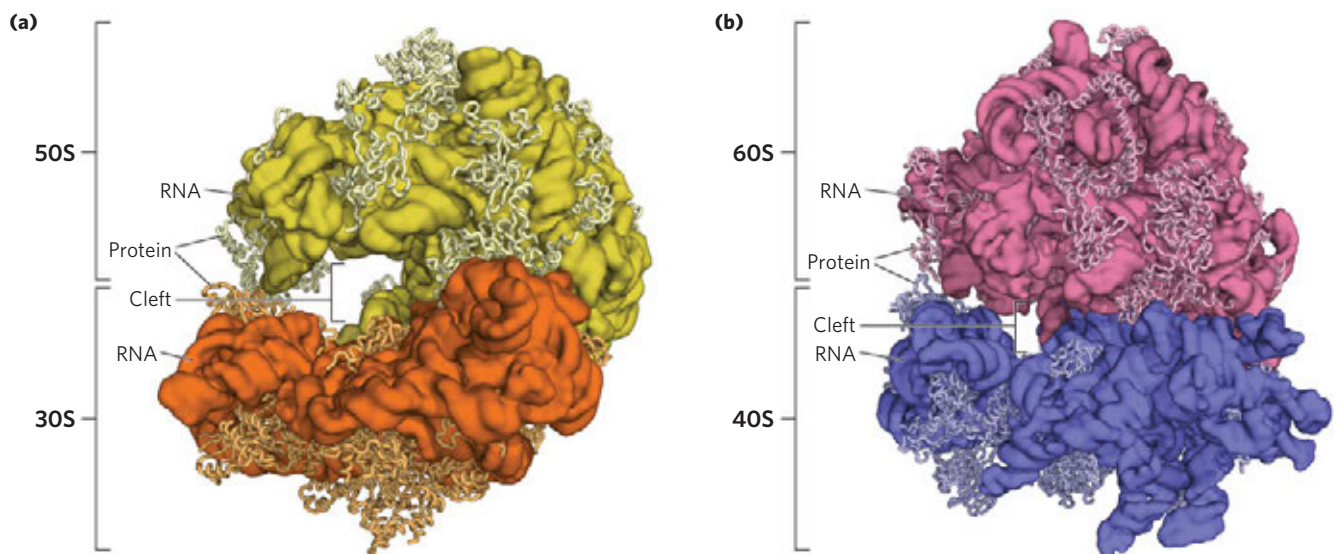 (a)
50S
RNA
Protein
Cleft
RNA
30S
(b)
60S
RNA
Protein
Cleft
RNA
40S